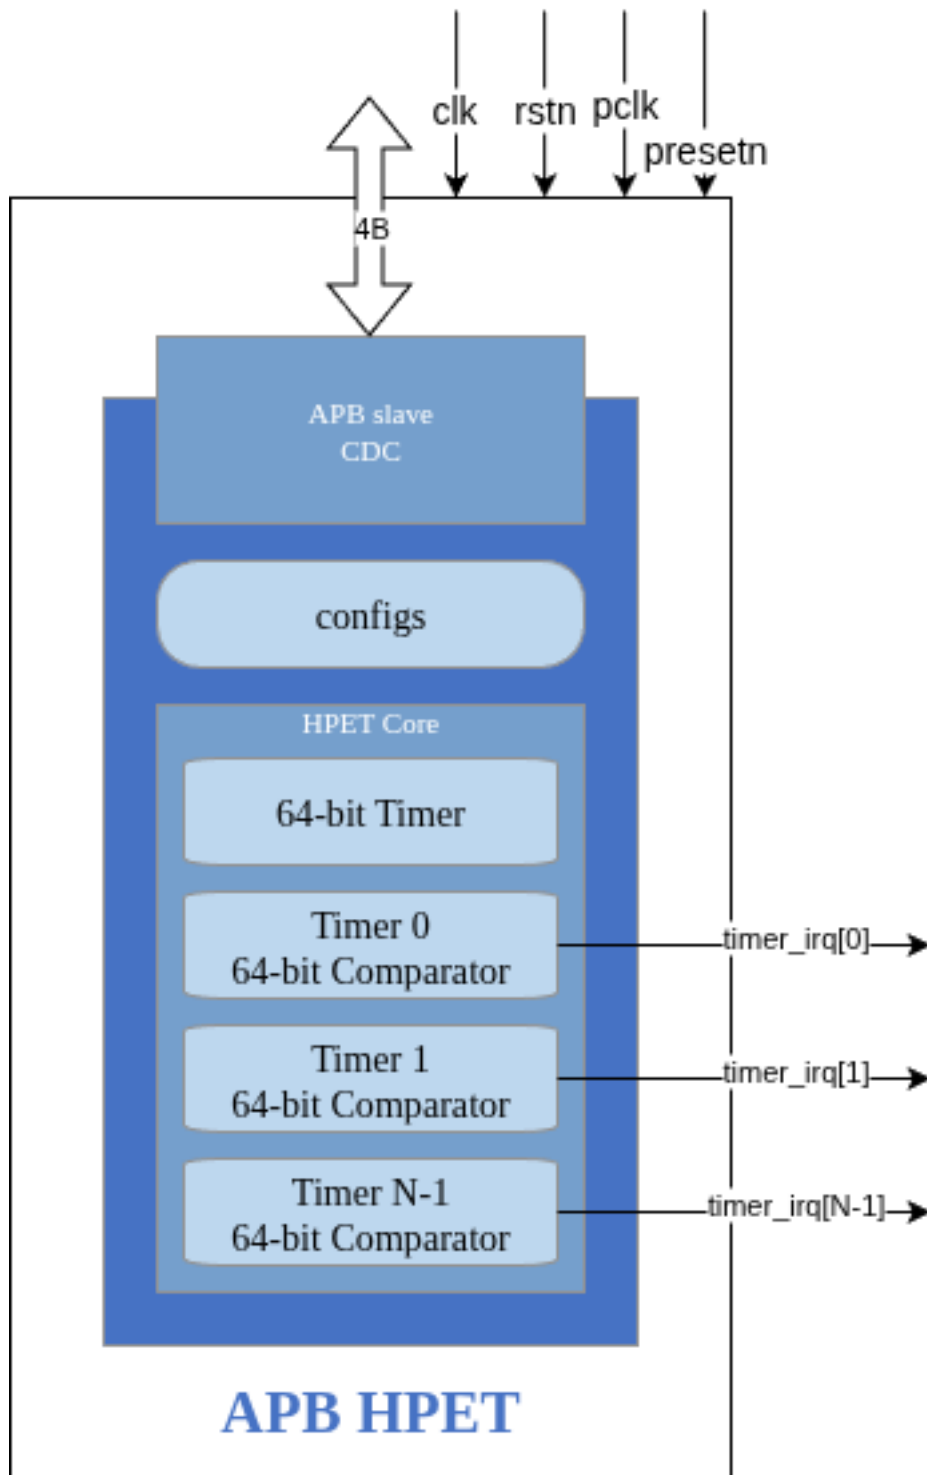 clk
rstn
pclk
presetn
4B
APB slave
CDC
configs
HPET Core
64-bit Timer
Timer 0
64-bit Comparator
timer_irq[0]
Timer 1
64-bit Comparator
timer_irq[1]
Timer N-1
64-bit Comparator
timer_irq[N-1]
APB HPET